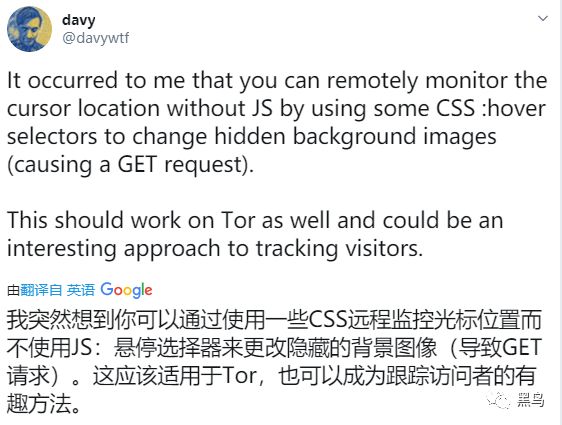 davy
@davywtf
It occurred to me that you can remotely monitor the
cursor location without JS by using some CSS :hover
selectors to change hidden background images
(causing a GET request).
This should work on Tor as well and could be an
interesting approach to tracking visitors.
由翻译自 英语 Google
我突然想到你可以通过使用一些CSS远程监控光标位置而
不使用JS：悬停选择器来更改隐藏的背景图像（导致GET
请求）。这应该适用于Tor，也可以成为跟踪访问者的有
趣方法。
黑鸟